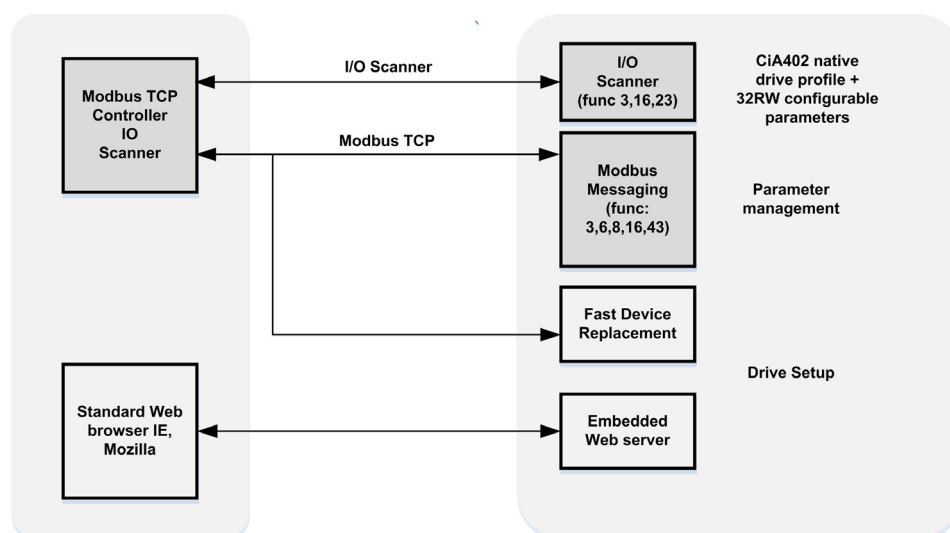 Modbus TCP
Controller
IO
Scanner
I/O Scanner
Modbus TCP
I/O
Scanner
(func 3,16,23)
CiA402 native
drive profile +
32RW configurable
parameters
Modbus
Messaging
(func:
3,6,8,16,43)
Parameter
management
Fast Device
Replacement
Drive Setup
Standard Web
browser IE,
Mozilla
Embedded
Web server